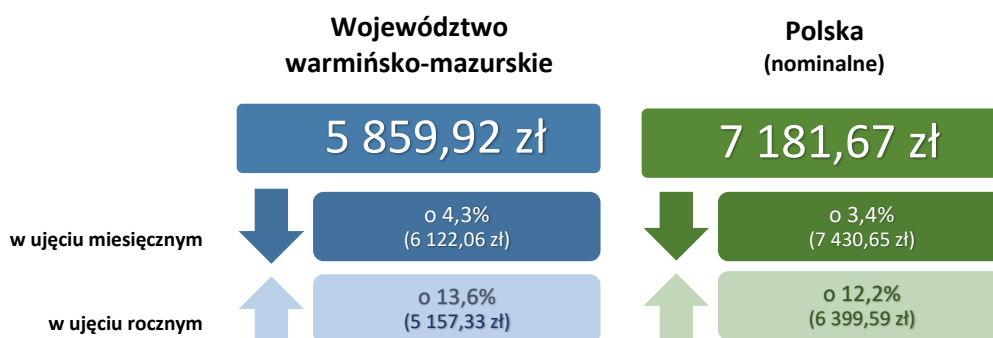 Województwo
warmińsko-mazurskie
Polska
(nominalne)
5 859,92 zł
7 181,67 zł
w ujęciu miesięcznym
o 4,3%
(6 122,06 zł)
o 3,4%
(7 430,65 zł)
w ujęciu rocznym
o 13,6%
(5 157,33 zł)
o 12,2%
(6 399,59 zł)